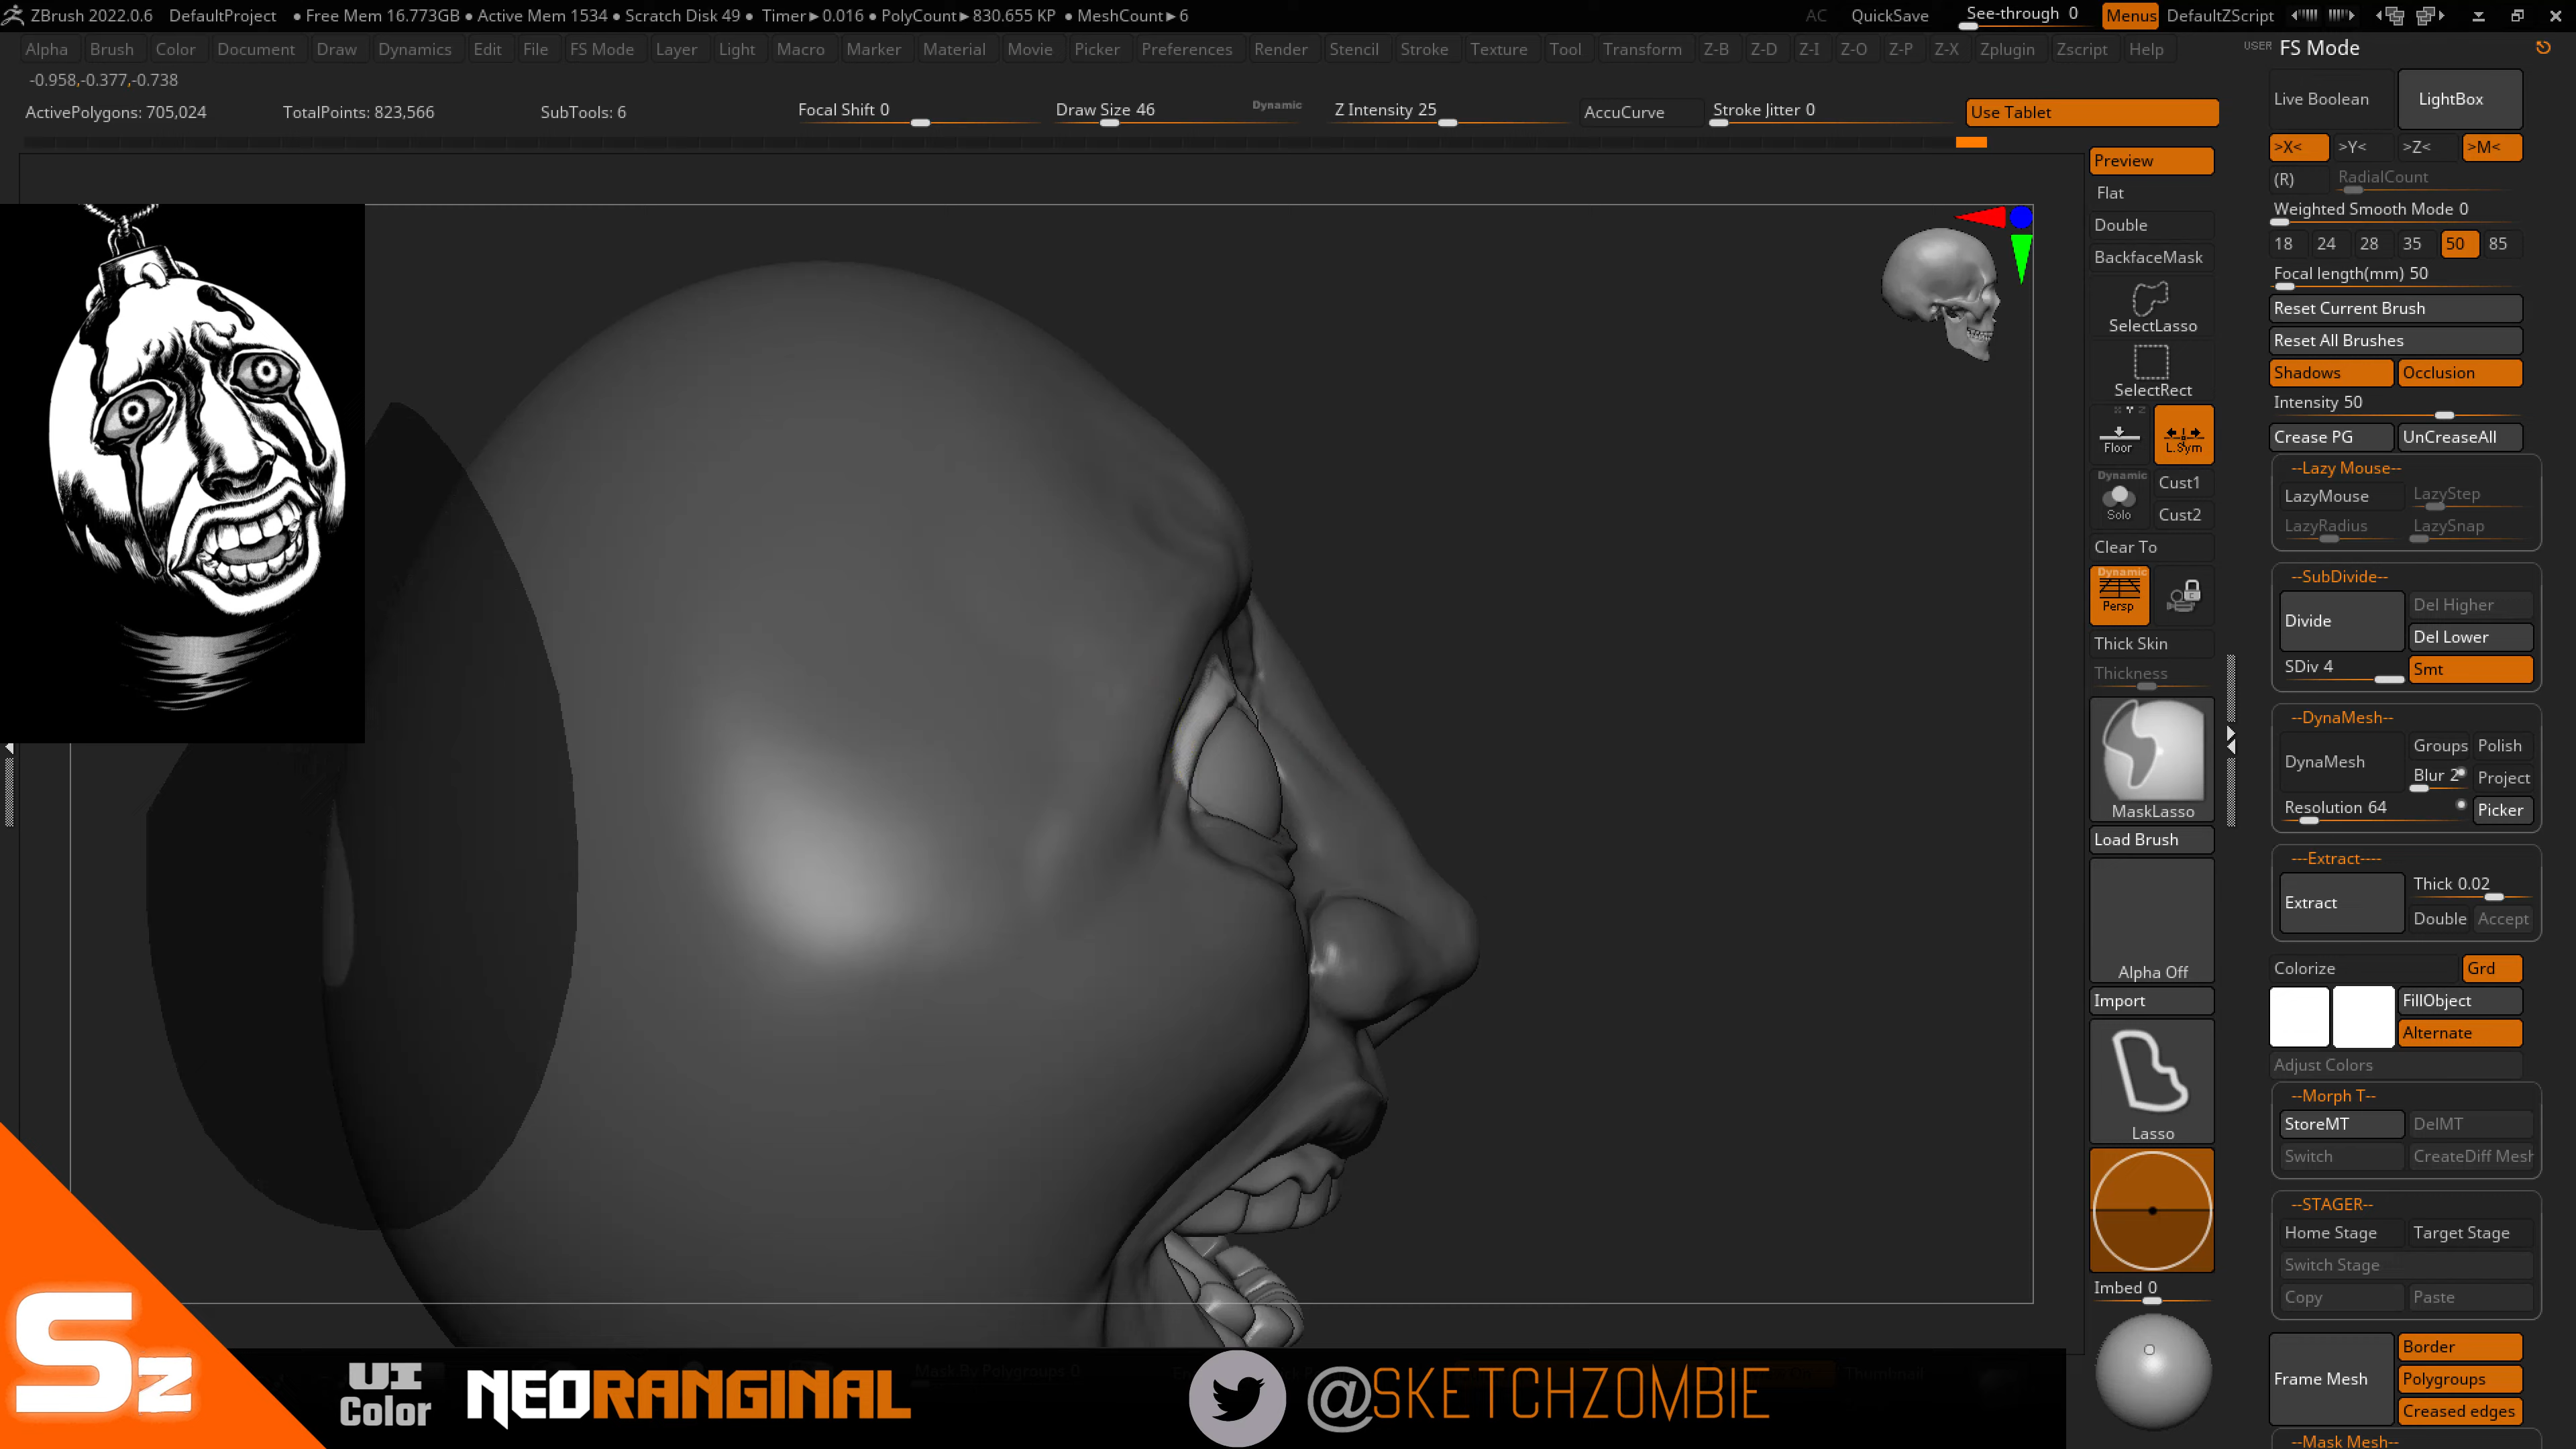 ZBrush 2022.0.6 DefaultProject ● Free Mem 16.773GB ● Active Mem 1534 ● Scratch Disk 49 ● Timer►0.016 ● PolyCount►830.655 KP ● MeshCount►6 AC QuickSave See-through 0 Menus DefaultZScript
Alpha Brush Color Document Draw Dynamics Edit File FS Mode Layer Light Macro Marker Material Movie Picker Preferences Render Stencil Stroke Texture Tool Transform Z-B Z-D Z-I Z-O Z-P Z-X Zplugin Zscript Help
-0.958,-0.377,-0.738
ActivePolygons: 705,024 TotalPoints: 823,566 SubTools: 6 Focal Shift 0 Draw Size 46 Dynamic Z Intensity 25 AccuCurve Stroke Jitter 0 Use Tablet
Preview
Flat
Double
BackfaceMask
SelectLasso
SelectRect
X Y Z
Floor L.Sym
Dynamic
Solo
Cust1
Cust2
Clear To
Dynamic
Persp
Thick Skin
Thickness
MaskLasso
Load Brush
Alpha Off
Import
Lasso
Imbed 0
USER FS Mode
Live Boolean LightBox
>X< >Y< >Z< >M<
(R) RadialCount
Weighted Smooth Mode 0
18 24 28 35 50 85
Focal length(mm) 50
Reset Current Brush
Reset All Brushes
Shadows Occlusion
Intensity 50
Crease PG UnCreaseAll
--Lazy Mouse--
LazyMouse LazyStep
LazyRadius LazySnap
--SubDivide--
Divide Del Higher
Del Lower
SDiv 4 Smt
--DynaMesh--
DynaMesh Groups Polish
Blur 2 Project
Resolution 64 Picker
---Extract----
Extract Thick 0.02
Double Accept
Colorize Grd
FillObject
Alternate
Adjust Colors
--Morph T--
StoreMT DelMT
Switch CreateDiff Mesh
--STAGER--
Home Stage Target Stage
Switch Stage
Copy Paste
Frame Mesh Border
Polygroups
Creased edges
--Mask Mesh--
Mask By Polygroups 0
Thumbnail
Sz
UI
Color
NEORANGINAL
@SKETCHZOMBIE